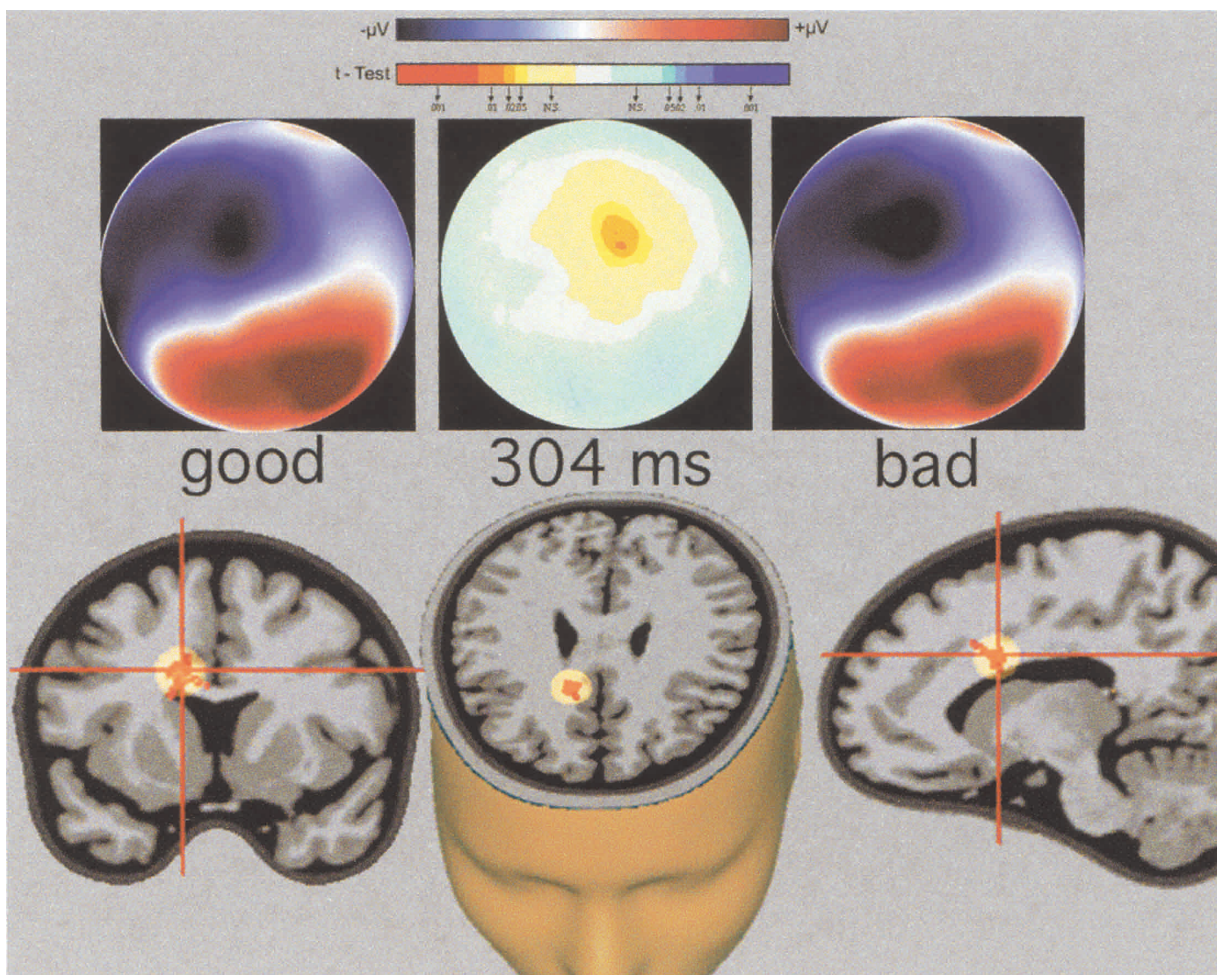 -µV +µV
t - Test
.001 .01 .02 .05 N.S. N.S. .05 .02 .01 .001
good 304 ms bad